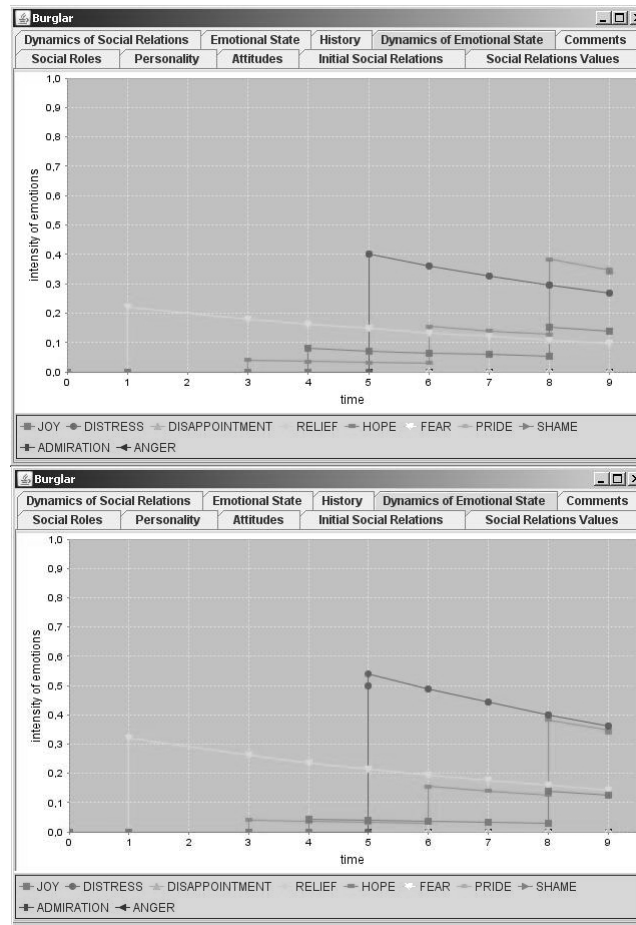 Burglar
Dynamics of Social Relations Emotional State History Dynamics of Emotional State Comments
Social Roles Personality Attitudes Initial Social Relations Social Relations Values
1,0
0,9
0,8
0,7
0,6
0,5
0,4
0,3
0,2
0,1
0,0
intensity of emotions
0 1 2 3 4 5 6 7 8 9
time
JOY DISTRESS DISAPPOINTMENT RELIEF HOPE FEAR PRIDE SHAME
ADMIRATION ANGER
Burglar
Dynamics of Social Relations Emotional State History Dynamics of Emotional State Comments
Social Roles Personality Attitudes Initial Social Relations Social Relations Values
1,0
0,9
0,8
0,7
0,6
0,5
0,4
0,3
0,2
0,1
0,0
intensity of emotions
0 1 2 3 4 5 6 7 8 9
time
JOY DISTRESS DISAPPOINTMENT RELIEF HOPE FEAR PRIDE SHAME
ADMIRATION ANGER